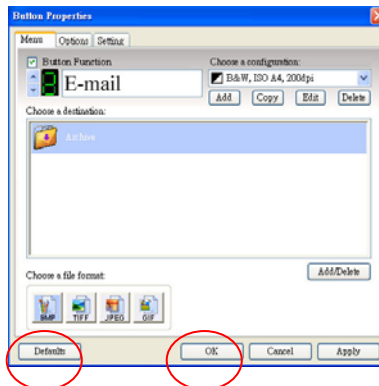 Button Properties
Menu Options Setting
Button Function
E-mail
Choose a configuration:
B&W, ISO A4, 200dpi
Add Copy Edit Delete
Choose a destination:
Archive
Add/Delete
Choose a file format:
BMP TIFF JPEG GIF
Defaults OK Cancel Apply